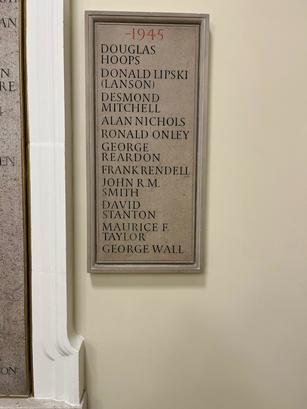 -1945
DOUGLAS
HOOPS
DONALD LIPSKI
(LANSON)
DESMOND
MITCHELL
ALAN NICHOLS
RONALD ONLEY
GEORGE
REARDON
FRANK RENDELL
JOHN R.M.
SMITH
DAVID
STANTON
MAURICE F.
TAYLOR
GEORGE WALL